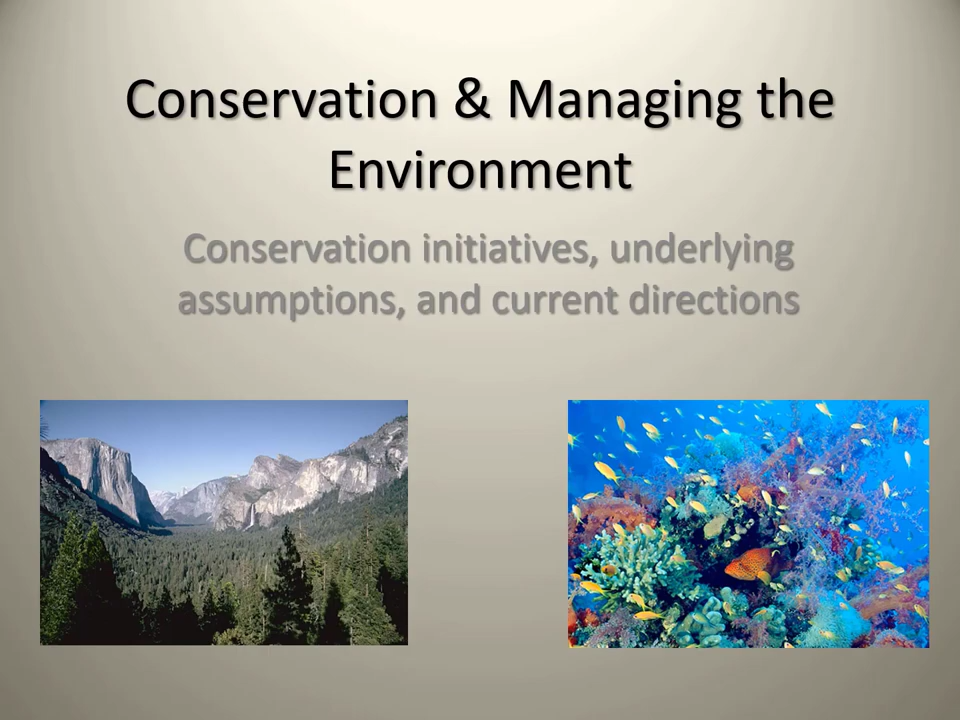 Conservation & Managing the
Environment
Conservation initiatives, underlying
assumptions, and current directions